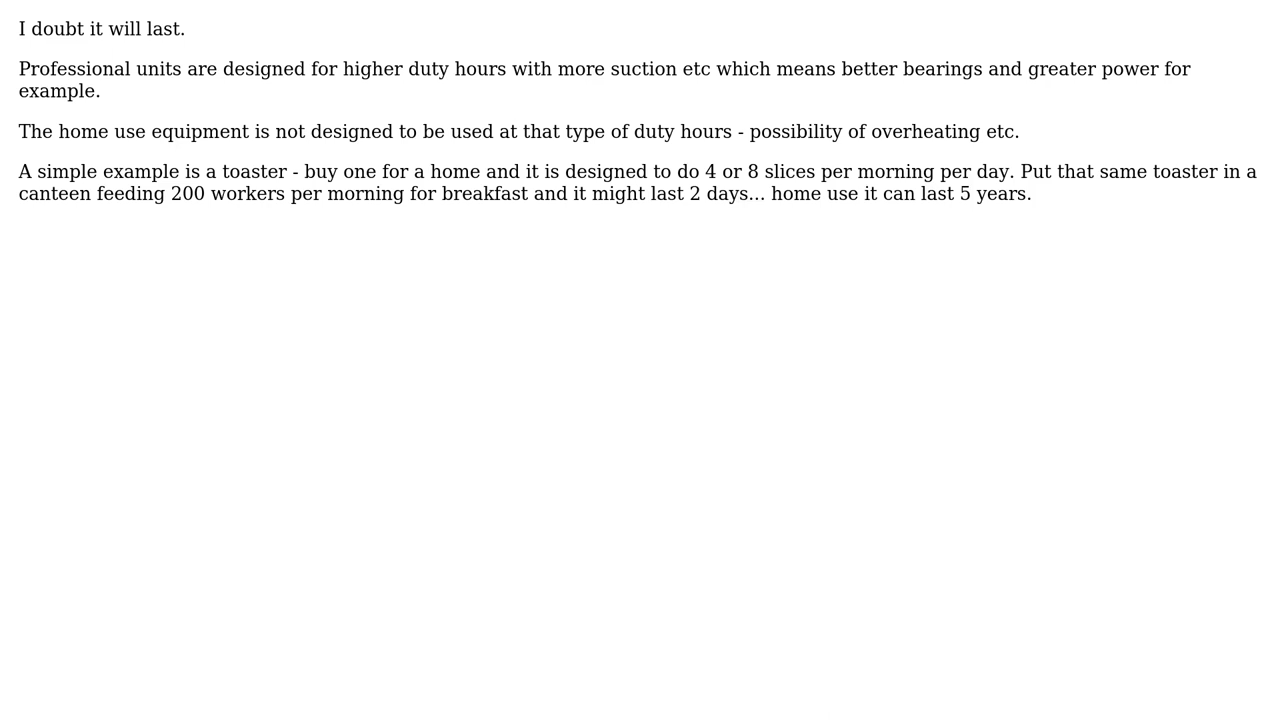 I doubt it will last.
Professional units are designed for higher duty hours with more suction etc which means better bearings and greater power for
example.
The home use equipment is not designed to be used at that type of duty hours - possibility of overheating etc.
A simple example is a toaster - buy one for a home and it is designed to do 4 or 8 slices per morning per day. Put that same toaster in a
canteen feeding 200 workers per morning for breakfast and it might last 2 days... home use it can last 5 years.